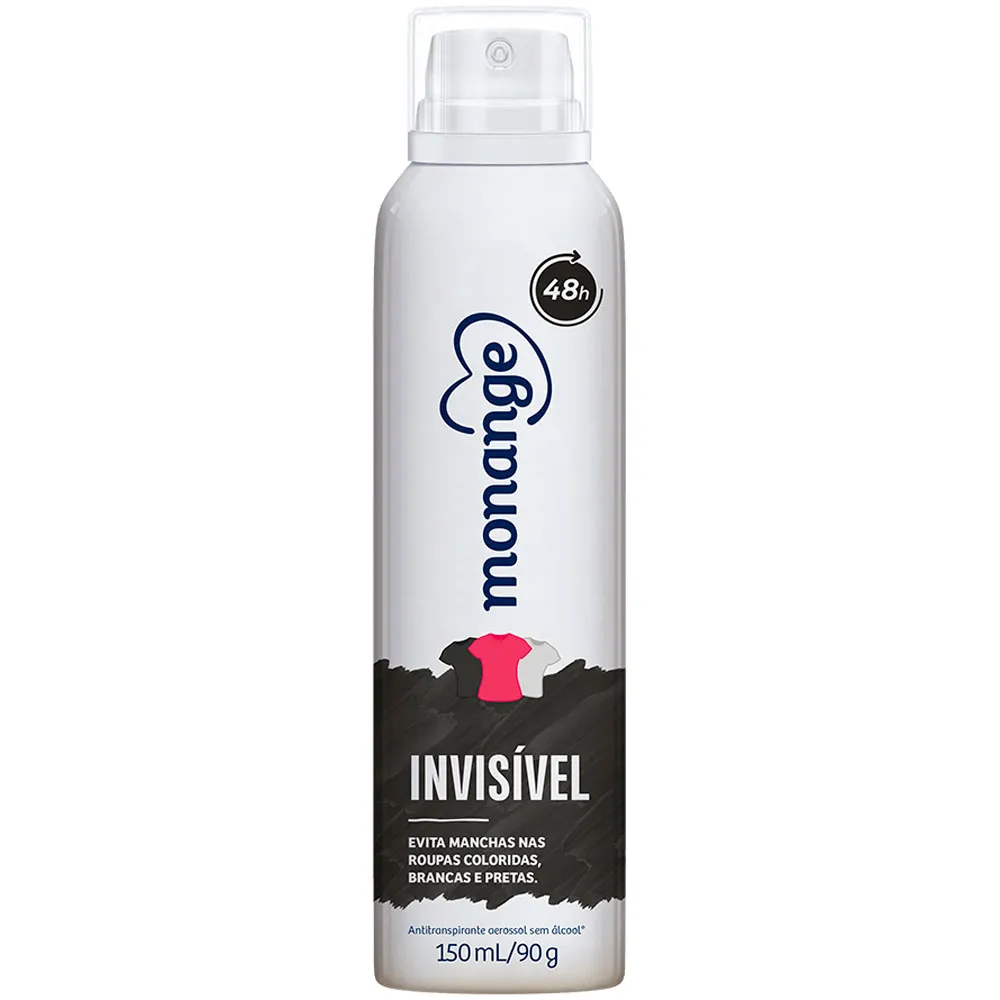 48h
monange
INVISÍVEL
EVITA MANCHAS NAS
ROUPAS COLORIDAS,
BRANCAS E PRETAS.
Antitranspirante aerossol sem álcool*
150 mL/90 g